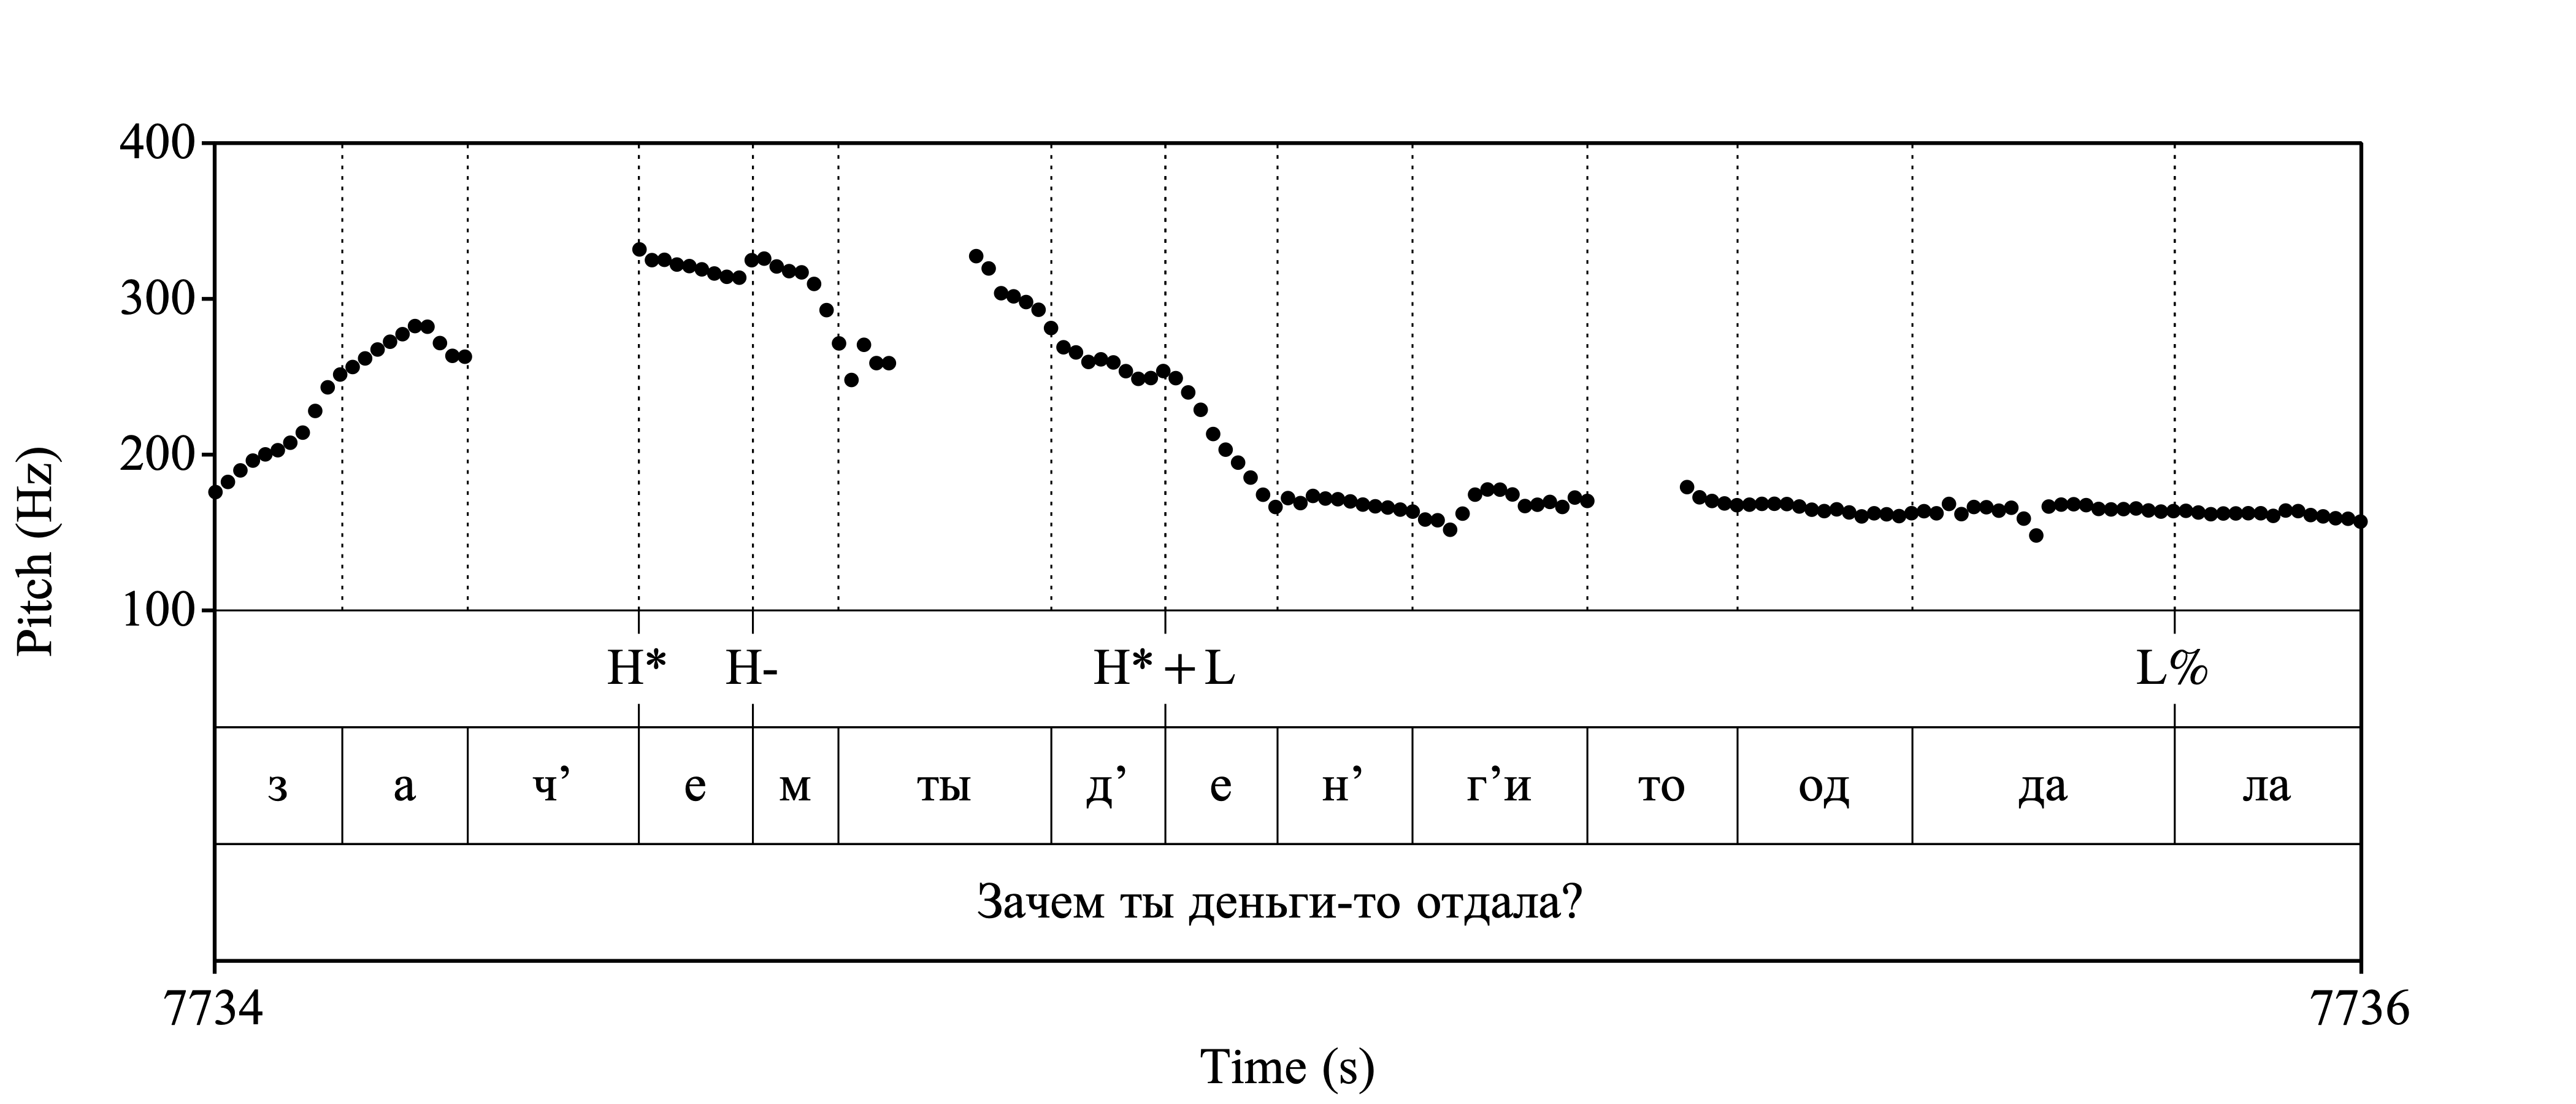 400
300
200
100
Pitch (Hz)
H* H- H*+L L%
з а ч’ е м ты д’ е н’ г’и то од да ла
Зачем ты деньги-то отдала?
7734 7736
Time (s)